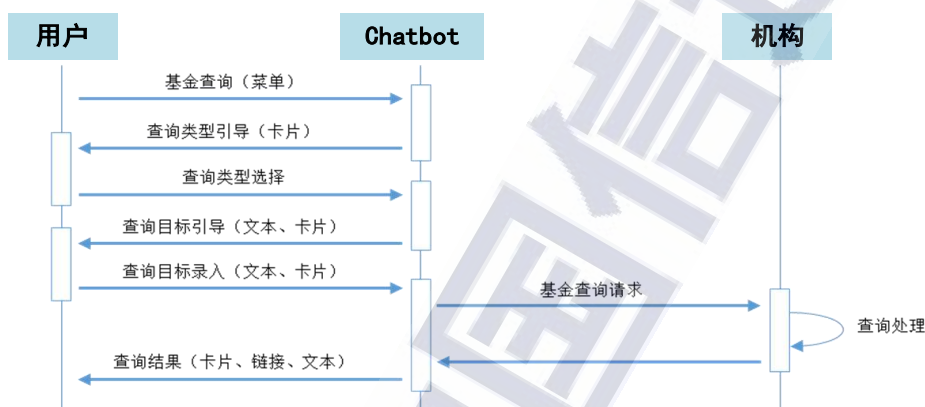 用户
Chatbot
机构
基金查询（菜单）
查询类型引导（卡片）
查询类型选择
查询目标引导（文本、卡片）
查询目标录入（文本、卡片）
基金查询请求
查询处理
查询结果（卡片、链接、文本）